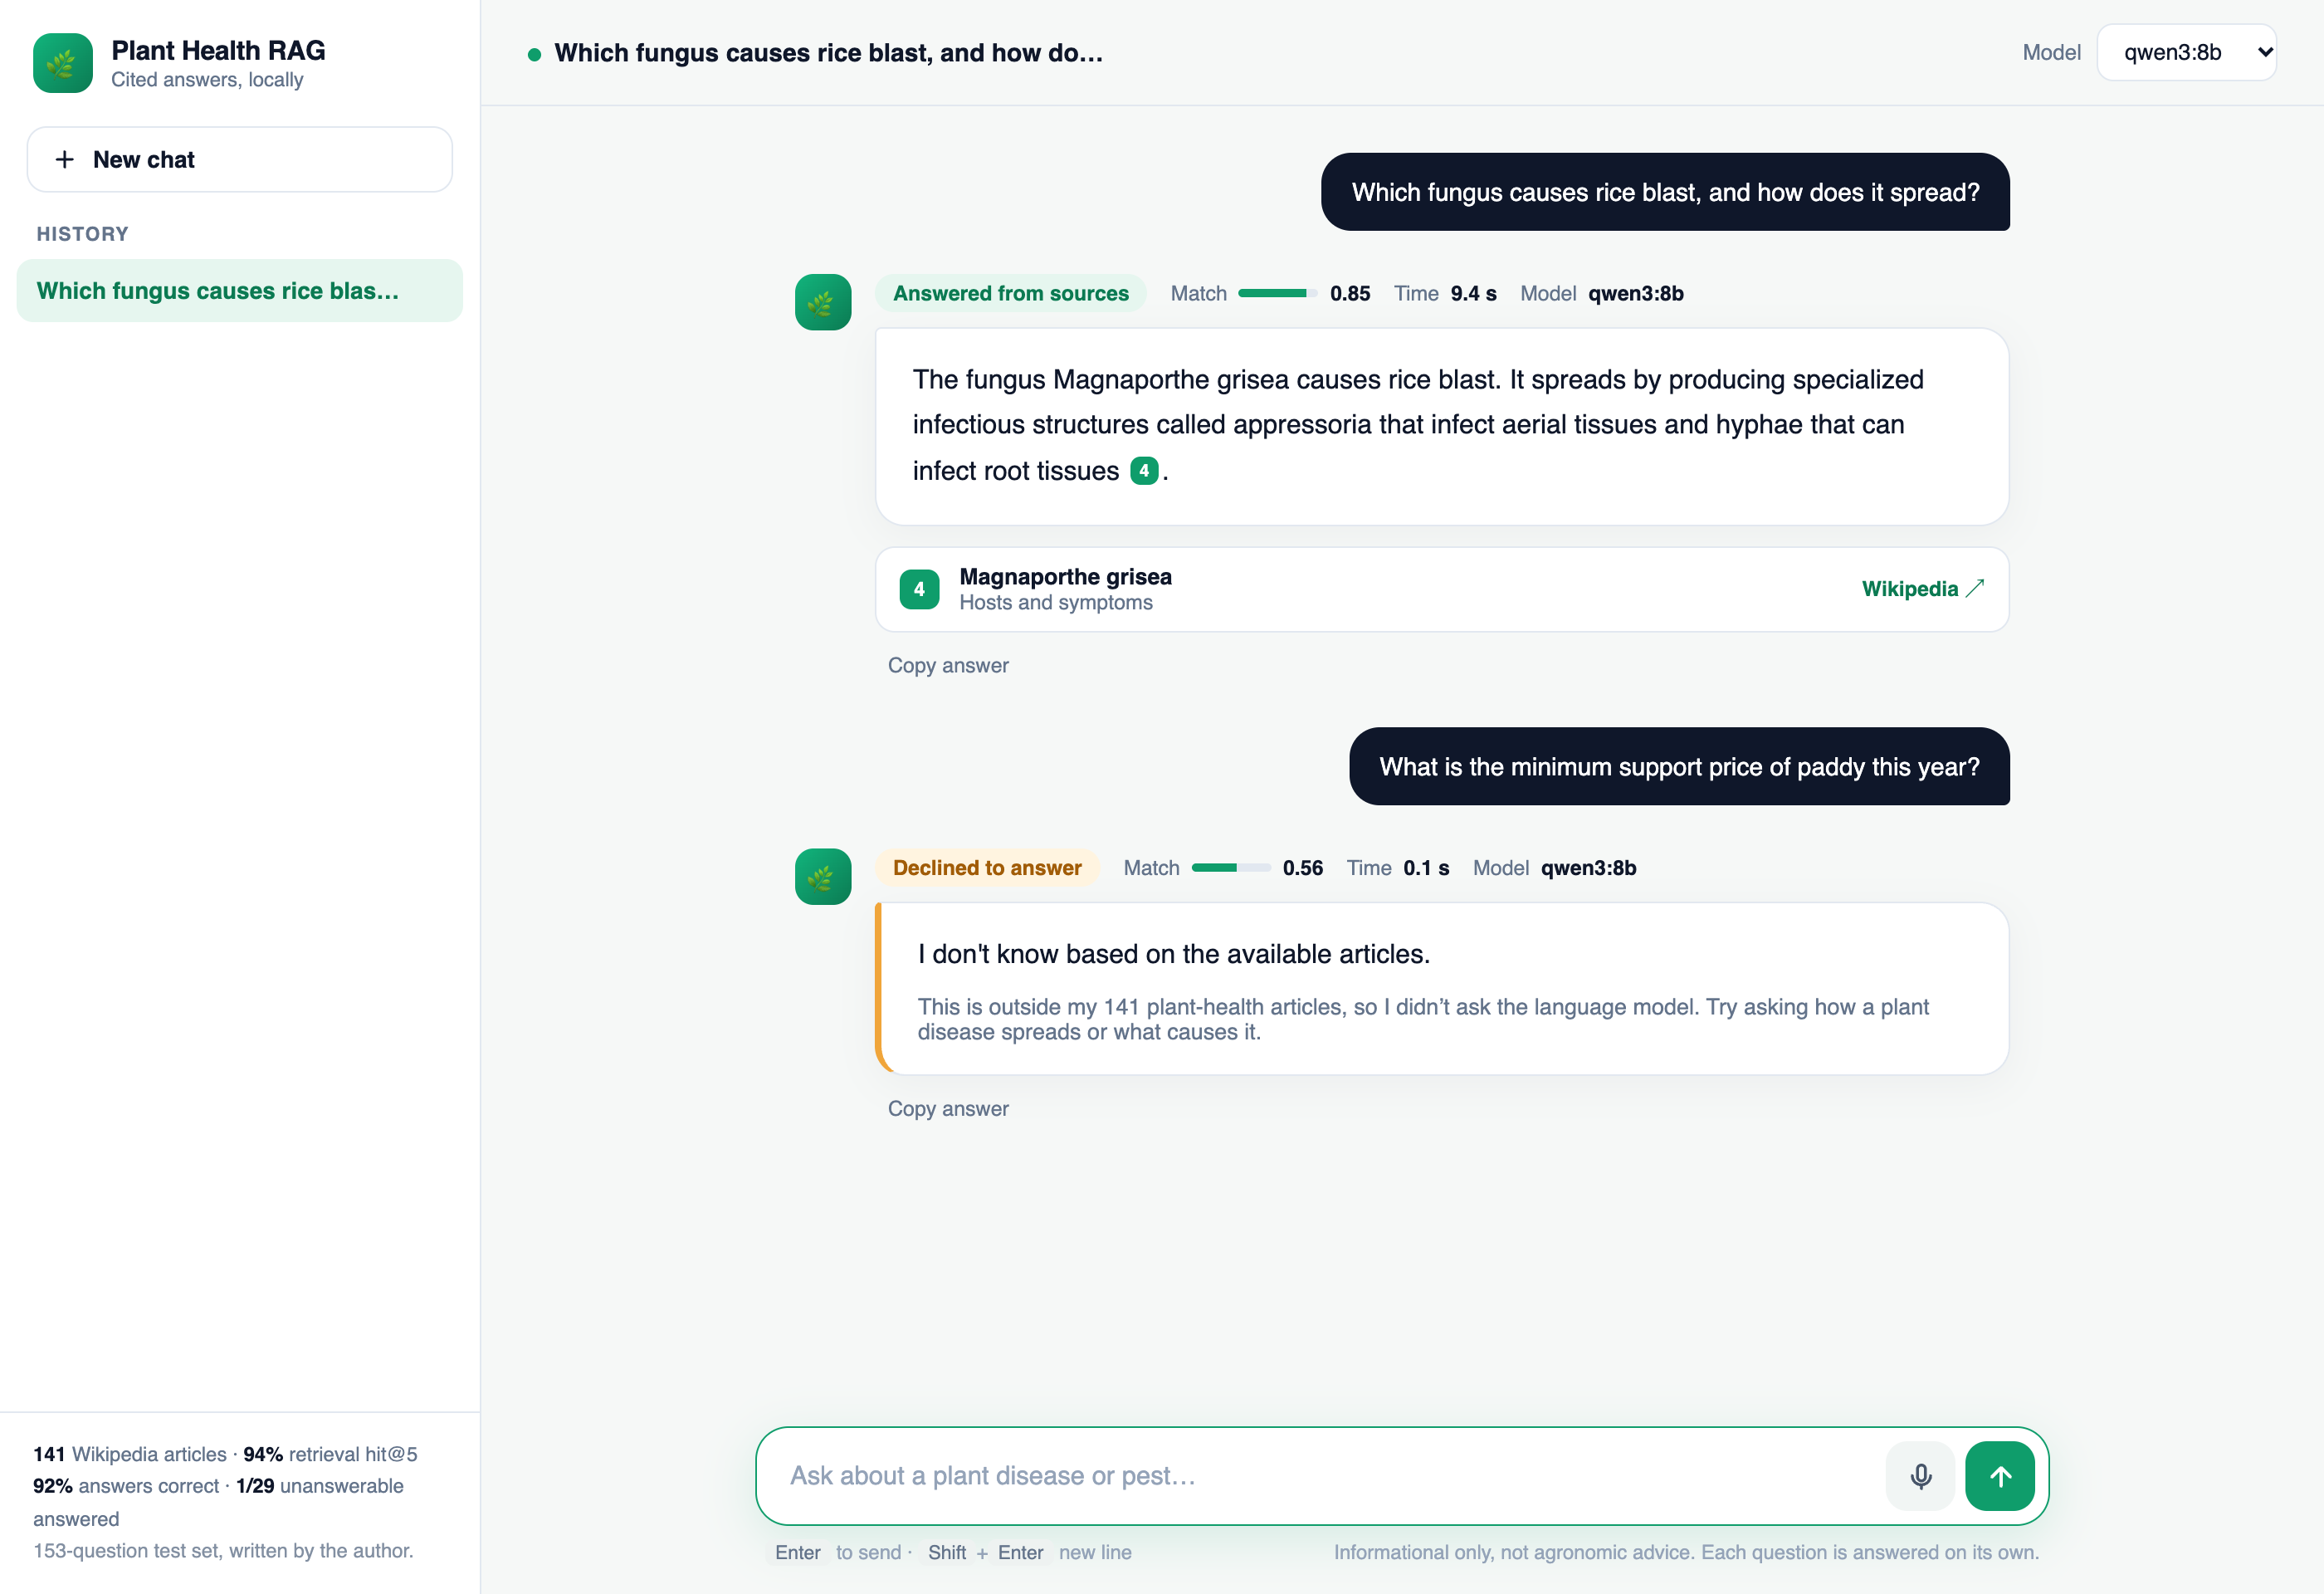 Plant Health RAG
Cited answers, locally
+ New chat
HISTORY
Which fungus causes rice blas...
141 Wikipedia articles · 94% retrieval hit@5
92% answers correct · 1/29 unanswerable
answered
153-question test set, written by the author.
Which fungus causes rice blast, and how do...
Model qwen3:8b
Which fungus causes rice blast, and how does it spread?
Answered from sources Match 0.85 Time 9.4 s Model qwen3:8b
The fungus Magnaporthe grisea causes rice blast. It spreads by producing specialized
infectious structures called appressoria that infect aerial tissues and hyphae that can
infect root tissues 4 .
4 Magnaporthe grisea
Hosts and symptoms
Wikipedia ↗
Copy answer
What is the minimum support price of paddy this year?
Declined to answer Match 0.56 Time 0.1 s Model qwen3:8b
I don't know based on the available articles.
This is outside my 141 plant-health articles, so I didn’t ask the language model. Try asking how a plant
disease spreads or what causes it.
Copy answer
Ask about a plant disease or pest...
Enter to send · Shift + Enter new line
Informational only, not agronomic advice. Each question is answered on its own.